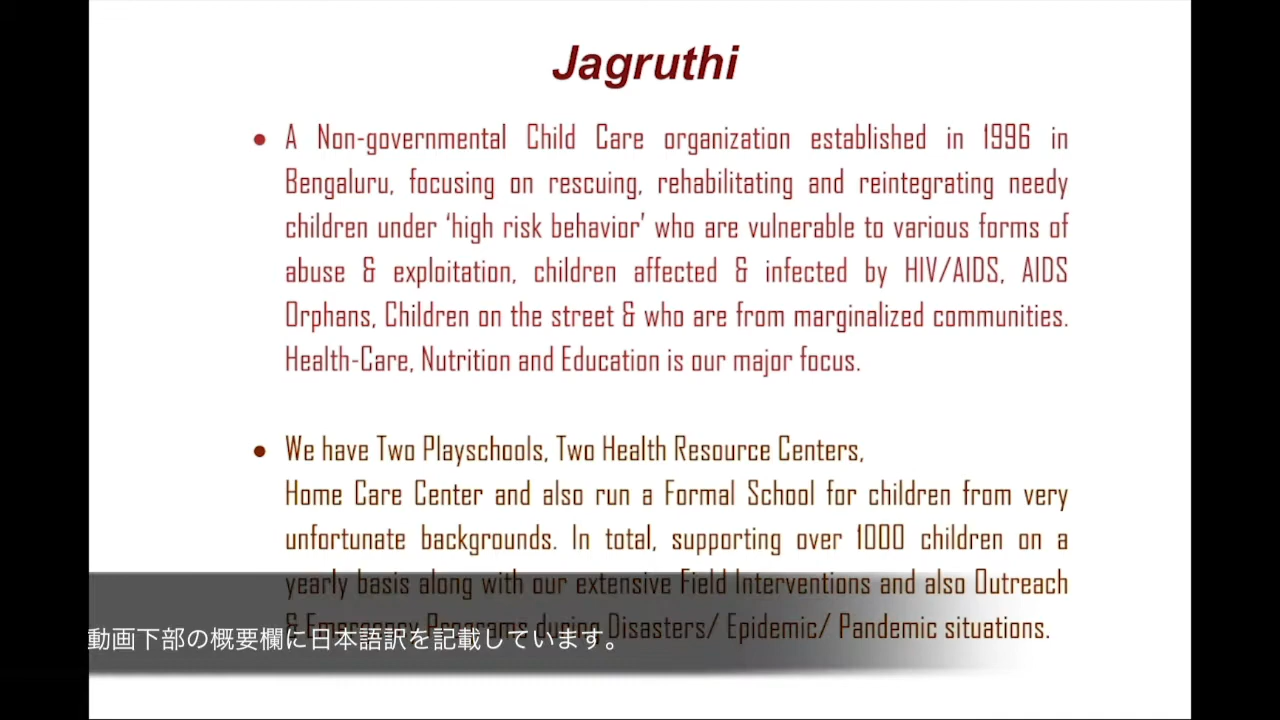 Jagruthi
• A Non-governmental Child Care organization established in 1996 in
Bengaluru, focusing on rescuing, rehabilitating and reintegrating needy
children under ‘high risk behavior’ who are vulnerable to various forms of
abuse & exploitation, children affected & infected by HIV/AIDS, AIDS
Orphans, Children on the street & who are from marginalized communities.
Health-Care, Nutrition and Education is our major focus.
• We have Two Playschools, Two Health Resource Centers,
Home Care Center and also run a Formal School for children from very
unfortunate backgrounds. In total, supporting over 1000 children on a
yearly basis along with our extensive Field Interventions and also Outreach
& Emergency Programs during Disasters/ Epidemic/ Pandemic situations.
動画下部の概要欄に日本語訳を記載しています。